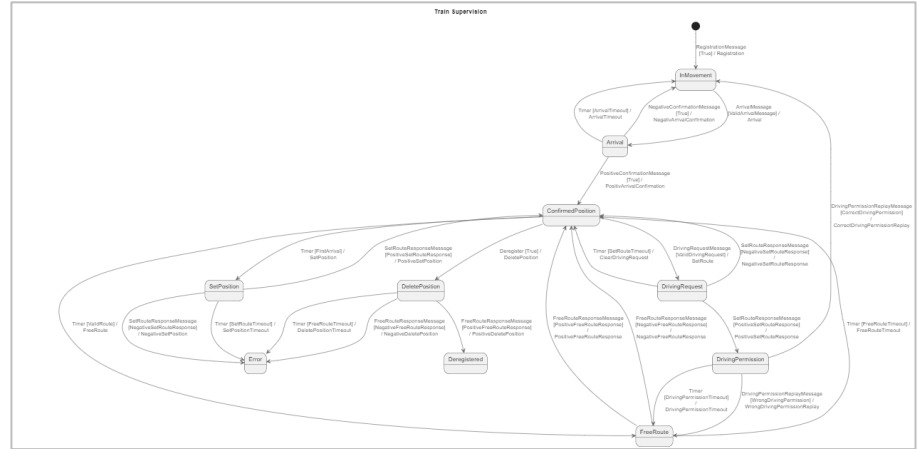 Train Supervision
RegistrationMessage
[True] / Registration
InMovement
Timer [ArrivalTimeout] /
ArrivalTimeout
NegativeConfirmationMessage
[True] /
NegativArrivalConfirmation
ArrivalMessage
[ValidArrivalMessage] /
Arrival
Arrival
PositiveConfirmationMessage
[True] /
PositivArrivalConfirmation
DrivingPermissionReplayMessage
[CorrectDrivingPermission]
/
CorrectDrivingPermissionReplay
ConfirmedPosition
Timer [FirstArrival] /
SetPosition
SetRouteResponseMessage
[PositiveSetRouteResponse]
/ PositiveSetPosition
Deregister [True] /
DeletePosition
Timer [SetRouteTimeout] /
ClearDrivingRequest
DrivingRequestMessage
[ValidDrivingRequest] /
SetRoute
SetRouteResponseMessage
[NegativeSetRouteResponse]
/
NegativeSetRouteResponse
SetPosition
DeletePosition
DrivingRequest
Timer [ValidRoute] /
FreeRoute
SetRouteResponseMessage
[NegativeSetRouteResponse]
/ NegativeSetPosition
Timer [SetRouteTimeout] /
SetPositionTimeout
Timer [FreeRouteTimeout] /
DeletePositionTimeout
FreeRouteResponseMessage
[NegativeFreeRouteResponse]
/ NegativeDeletePosition
FreeRouteResponseMessage
[PositiveFreeRouteResponse]
/ PositiveDeletePosition
FreeRouteResponseMessage
[PositiveFreeRouteResponse]
/
PositiveFreeRouteResponse
FreeRouteResponseMessage
[NegativeFreeRouteResponse]
/
NegativeFreeRouteResponse
SetRouteResponseMessage
[PositiveSetRouteResponse]
/
PositiveSetRouteResponse
Timer [FreeRouteTimeout] /
FreeRouteTimeout
Error
Deregistered
DrivingPermission
Timer
[DrivingPermissionTimeout]
/
DrivingPermissionTimeout
DrivingPermissionReplayMessage
[WrongDrivingPermission] /
WrongDrivingPermissionReplay
FreeRoute